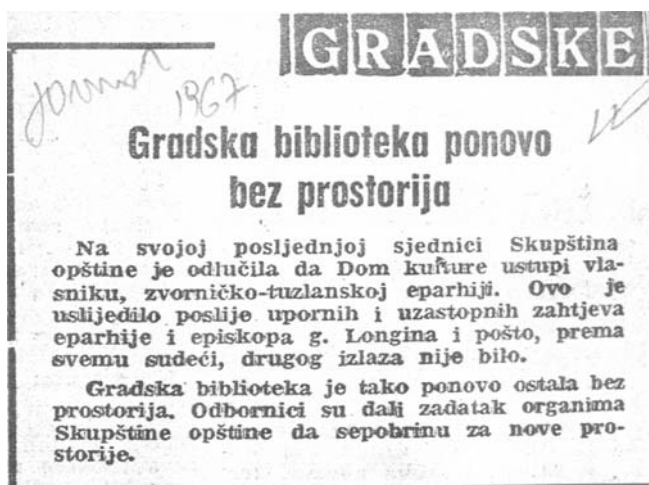 GRADSKE
1967
Gradska biblioteka ponovo
bez prostorija
Na svojoj posljednjoj sjednici Skupština
opštine je odlučila da Dom kulture ustupi vla-
sniku, zvorničko-tuzlanskoj eparhiji. Ovo je
uslijedilo poslije upornih i uzastopnih zahtjeva
eparhije i episkopa g. Longina i pošto, prema
svemu sudeći, drugog izlaza nije bilo.
Gradska biblioteka je tako ponovo ostala bez
prostorija. Odbornici su dali zadatak organima
Skupštine opštine da sepobrinu za nove pro-
storije.